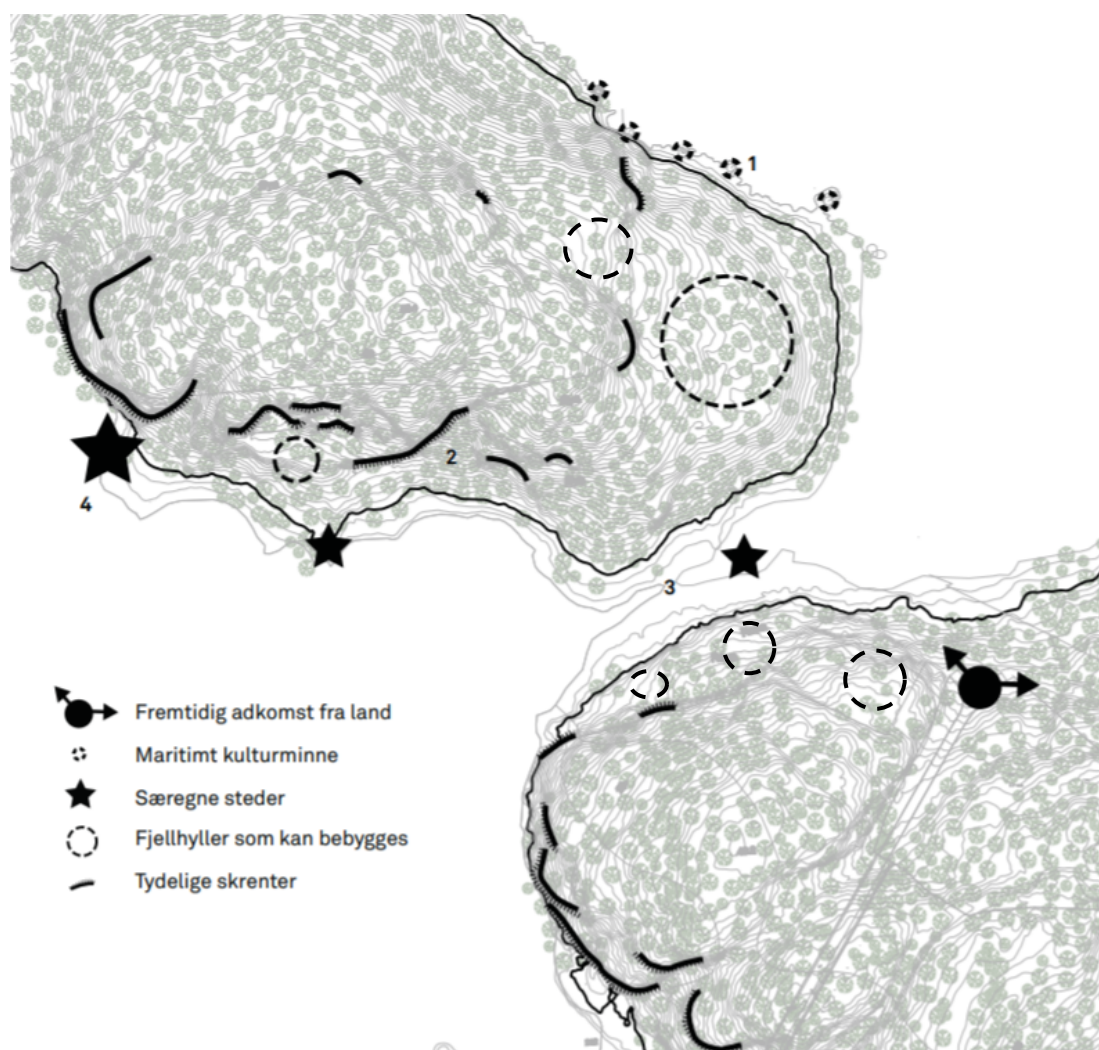 1
2
4
3
Fremtidig adkomst fra land
Maritimt kulturminne
Særegne steder
Fjellhyller som kan bebygges
Tydelige skrenter